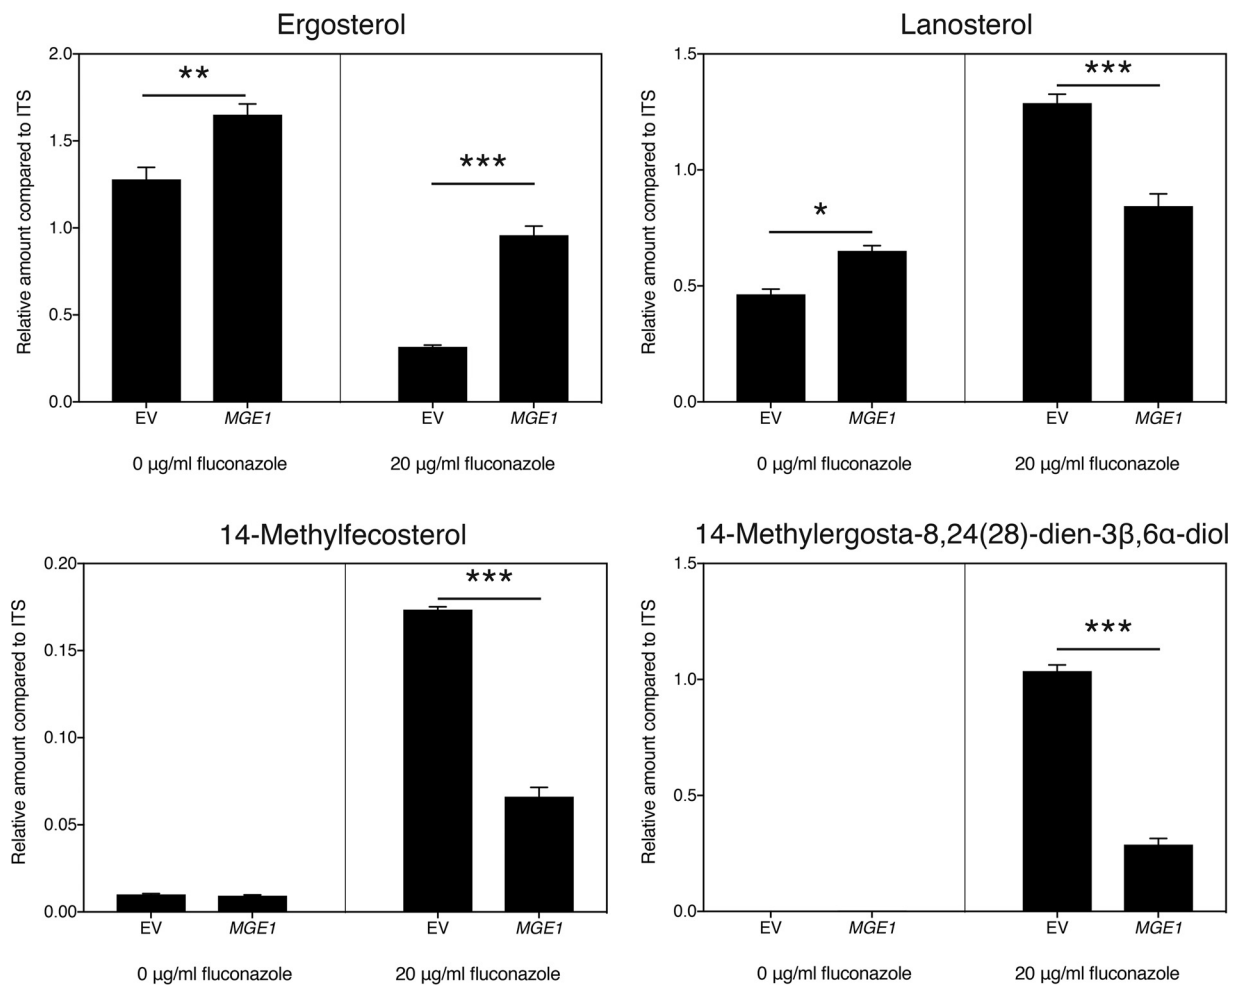 Ergosterol
Relative amount compared to ITS
2.0
1.5
1.0
0.5
0.0
**
***
EV
MGE1
EV
MGE1
0 µg/ml fluconazole
20 µg/ml fluconazole
Lanosterol
Relative amount compared to ITS
1.5
1.0
0.5
0.0
*
***
EV
MGE1
EV
MGE1
0 µg/ml fluconazole
20 µg/ml fluconazole
14-Methylfecosterol
Relative amount compared to ITS
0.20
0.15
0.10
0.05
0.00
***
EV
MGE1
EV
MGE1
0 µg/ml fluconazole
20 µg/ml fluconazole
14-Methylergosta-8,24(28)-dien-3β,6α-diol
Relative amount compared to ITS
1.5
1.0
0.5
0.0
***
EV
MGE1
EV
MGE1
0 µg/ml fluconazole
20 µg/ml fluconazole